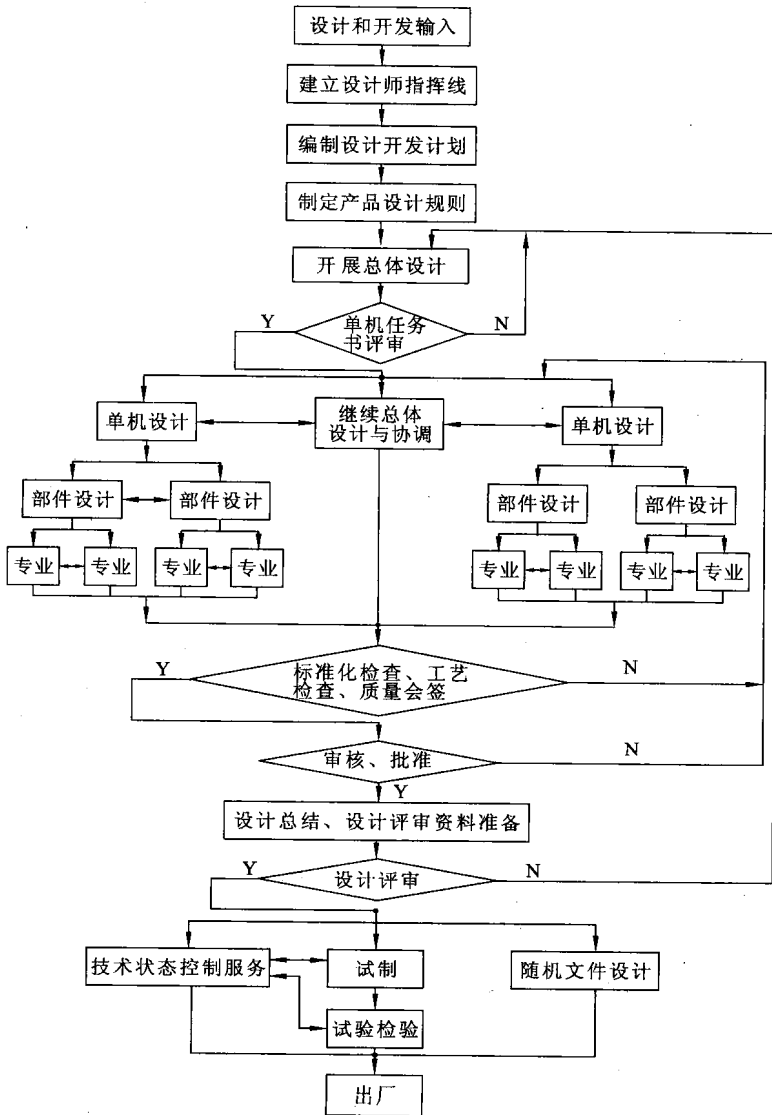 设计和开发输入
建立设计师指挥线
编制设计开发计划
制定产品设计规则
开展总体设计
Y
单机任务
书评审
N
单机设计
继续总体
设计与协调
单机设计
部件设计
部件设计
部件设计
部件设计
专业
专业
专业
专业
专业
专业
专业
专业
Y
标准化检查、工艺
检查、质量会签
N
审核、批准
N
Y
设计总结、设计评审资料准备
Y
设计评审
N
技术状态控制服务
试制
随机文件设计
试验检验
出厂